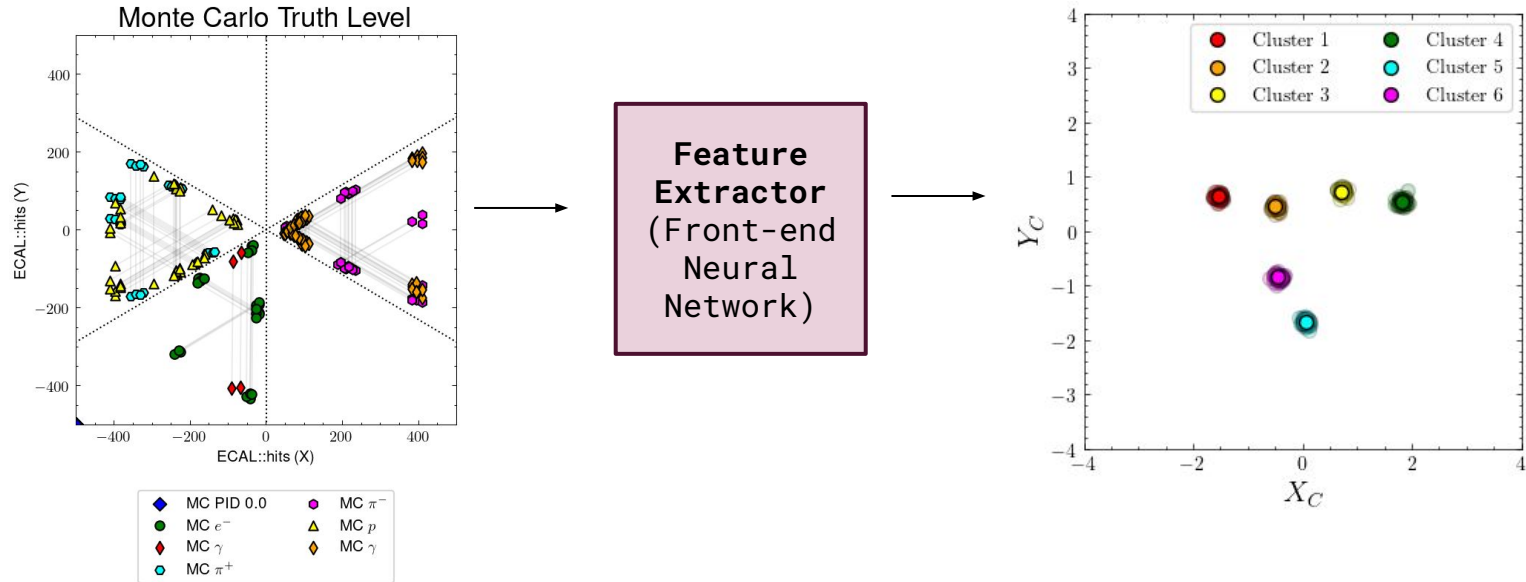 Monte Carlo Truth Level
400
200
0
−200
−400
ECAL::hits (Y)
−400 −200 0 200 400
ECAL::hits (X)
MC PID 0.0
MC e⁻
MC γ
MC π⁺
MC π⁻
MC p
MC γ
Feature
Extractor
(Front-end
Neural
Network)
4
3
2
1
0
−1
−2
−3
−4
Y_C
Cluster 1
Cluster 2
Cluster 3
Cluster 4
Cluster 5
Cluster 6
−4 −2 0 2 4
X_C